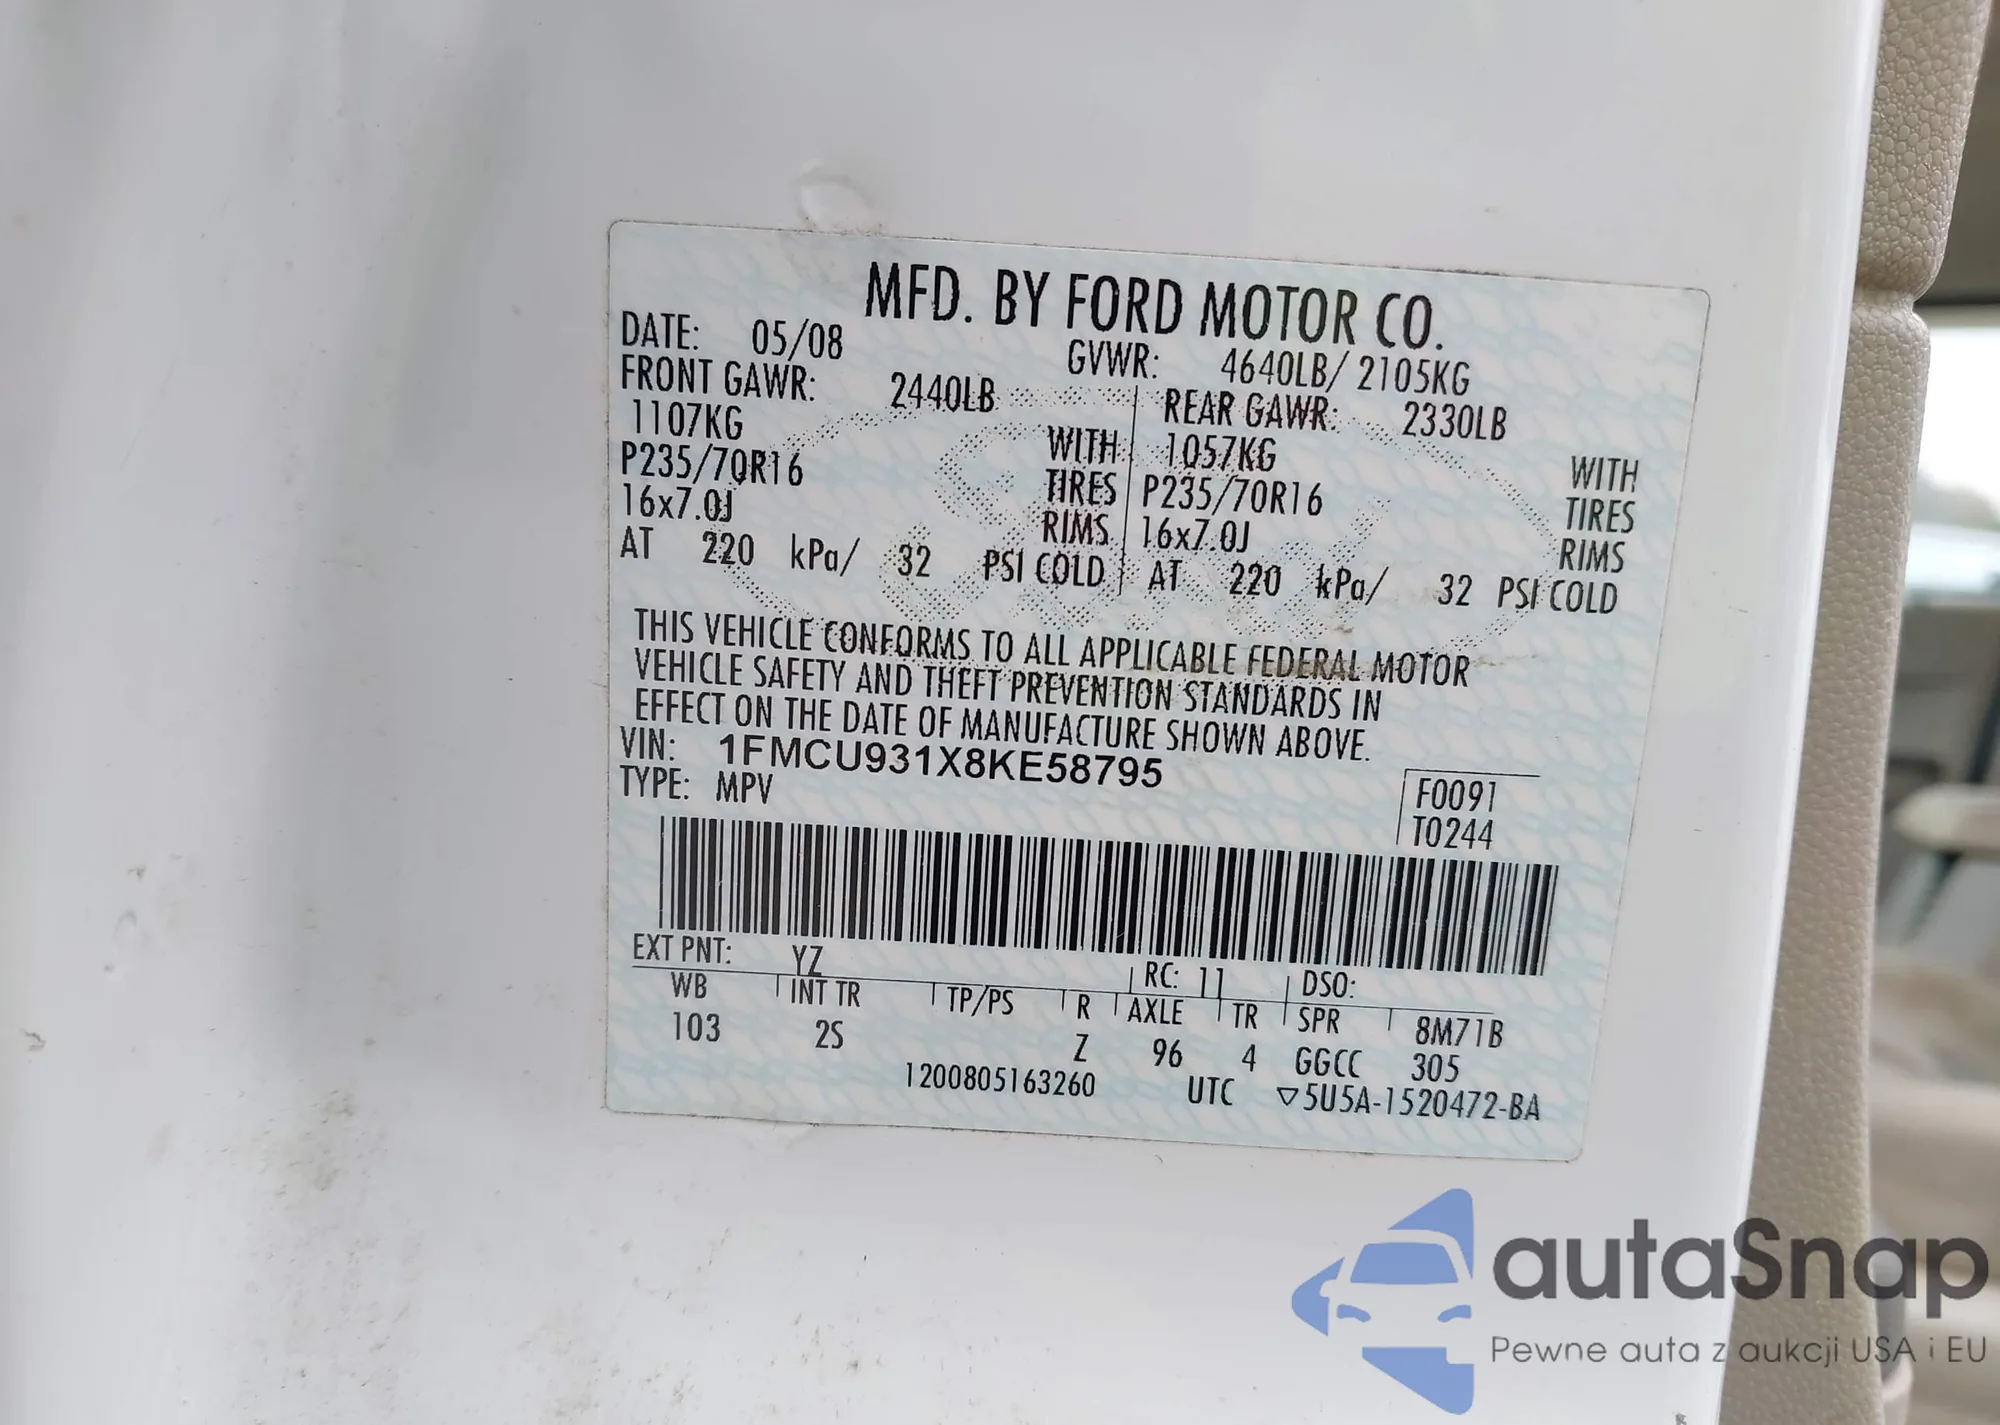 MFD. BY FORD MOTOR CO.
DATE: 05/08 GVWR: 4640LB/ 2105KG
FRONT GAWR: 2440LB REAR GAWR: 2330LB
1107KG WITH 1057KG WITH
P235/70R16 TIRES P235/70R16 TIRES
16x7.0J RIMS 16x7.0J RIMS
AT 220 kPa/ 32 PSI COLD AT 220 kPa/ 32 PSI COLD
THIS VEHICLE CONFORMS TO ALL APPLICABLE FEDERAL MOTOR
VEHICLE SAFETY AND THEFT PREVENTION STANDARDS IN
EFFECT ON THE DATE OF MANUFACTURE SHOWN ABOVE.
VIN: 1FMCU931X8KE58795
TYPE: MPV
F0091
T0244
EXT PNT: YZ RC: 11 DSO:
WB INT TR TP/PS R AXLE TR SPR 8M71B
103 2S Z 96 4 GGCC 305
1200805163260 UTC ▽5U5A-1520472-BA
autaSnap
Pewne auta z aukcji USA i EU